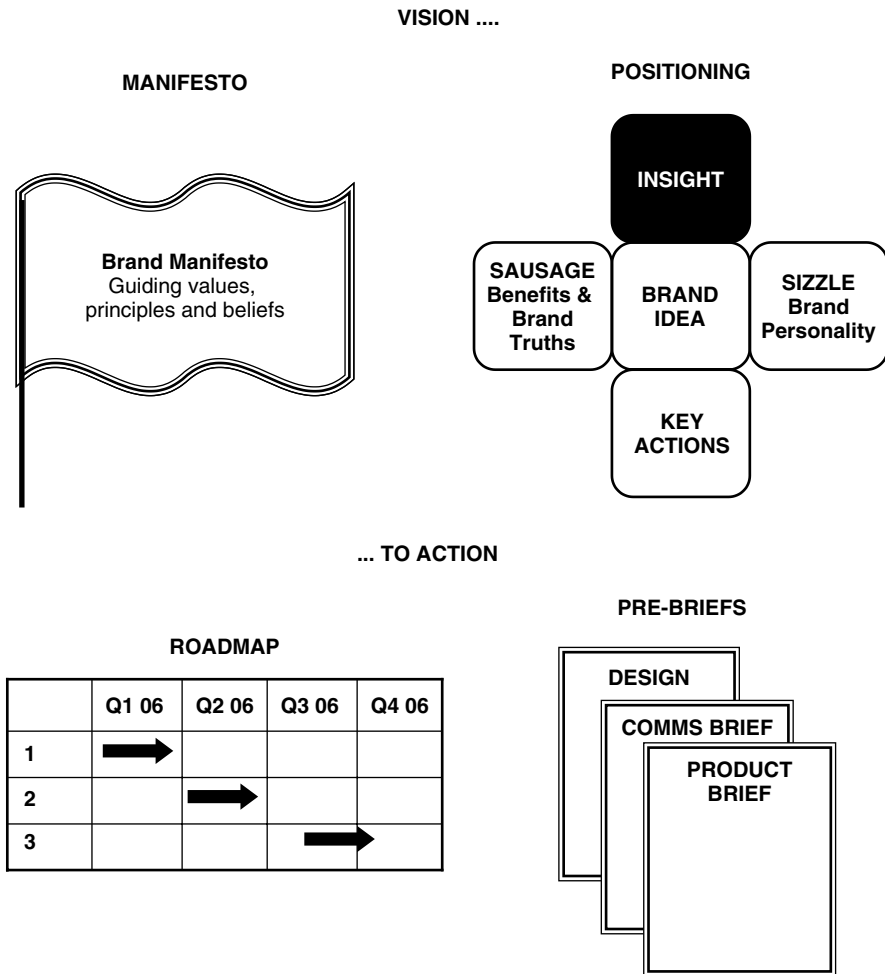 VISION ....
MANIFESTO
POSITIONING
Brand Manifesto
Guiding values,
principles and beliefs
INSIGHT
SAUSAGE
Benefits &
Brand
Truths
BRAND
IDEA
SIZZLE
Brand
Personality
KEY
ACTIONS
... TO ACTION
ROADMAP
PRE-BRIEFS
Q1 06 Q2 06 Q3 06 Q4 06
1
2
3
DESIGN
COMMS BRIEF
PRODUCT
BRIEF